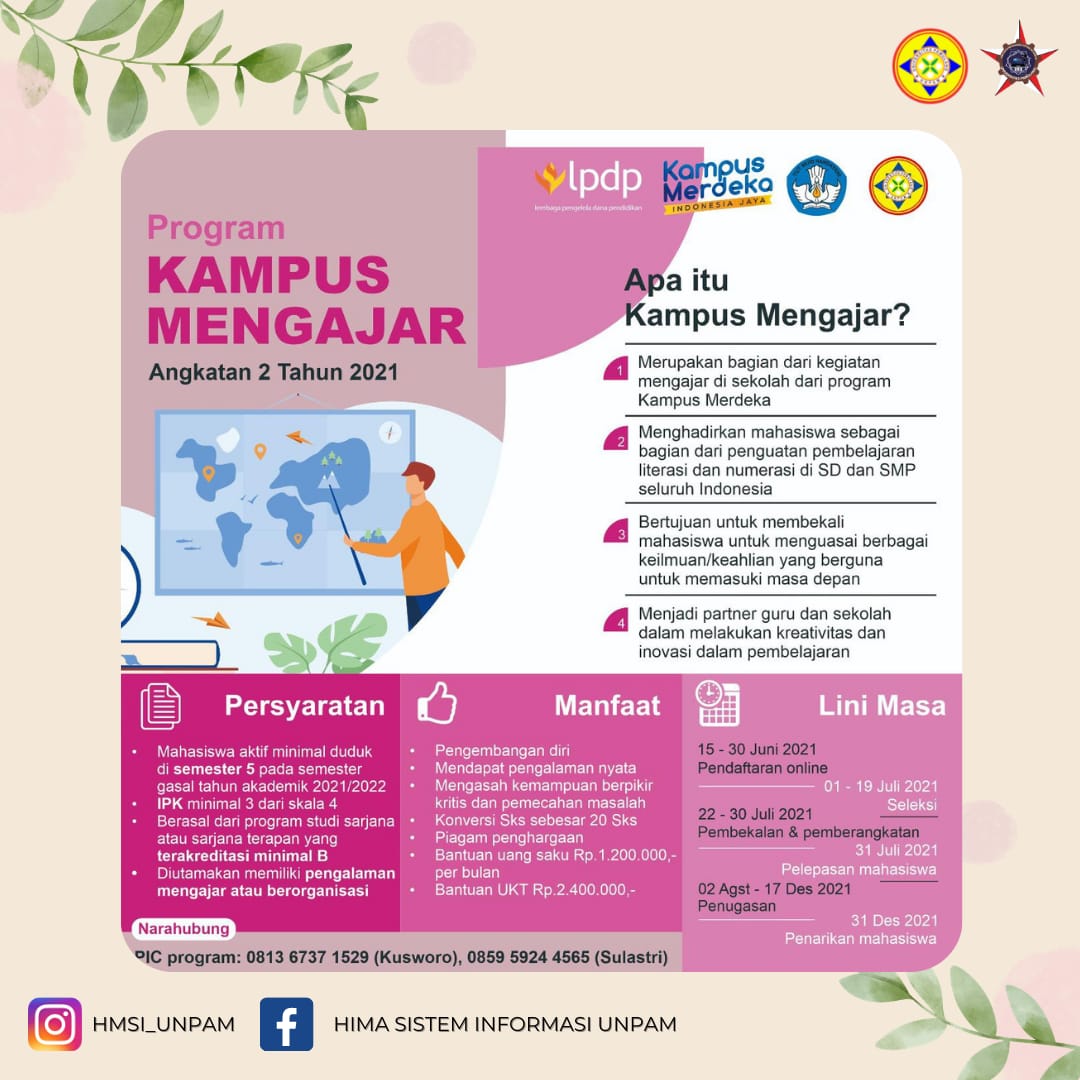 lpdp
lembaga pengelola dana pendidikan
Kampus
Merdeka
INDONESIA JAYA
Program
KAMPUS
MENGAJAR
Angkatan 2 Tahun 2021
Apa itu
Kampus Mengajar?
1
Merupakan bagian dari kegiatan
mengajar di sekolah dari program
Kampus Merdeka
2
Menghadirkan mahasiswa sebagai
bagian dari penguatan pembelajaran
literasi dan numerasi di SD dan SMP
seluruh Indonesia
3
Bertujuan untuk membekali
mahasiswa untuk menguasai berbagai
keilmuan/keahlian yang berguna
untuk memasuki masa depan
4
Menjadi partner guru dan sekolah
dalam melakukan kreativitas dan
inovasi dalam pembelajaran
Persyaratan
• Mahasiswa aktif minimal duduk
di semester 5 pada semester
gasal tahun akademik 2021/2022
• IPK minimal 3 dari skala 4
• Berasal dari program studi sarjana
atau sarjana terapan yang
terakreditasi minimal B
• Diutamakan memiliki pengalaman
mengajar atau berorganisasi
Manfaat
• Pengembangan diri
• Mendapat pengalaman nyata
• Mengasah kemampuan berpikir
kritis dan pemecahan masalah
• Konversi Sks sebesar 20 Sks
• Piagam penghargaan
• Bantuan uang saku Rp.1.200.000,-
per bulan
• Bantuan UKT Rp.2.400.000,-
Lini Masa
15 - 30 Juni 2021
Pendaftaran online
01 - 19 Juli 2021
Seleksi
22 - 30 Juli 2021
Pembekalan & pemberangkatan
31 Juli 2021
Pelepasan mahasiswa
02 Agst - 17 Des 2021
Penugasan
31 Des 2021
Penarikan mahasiswa
Narahubung
PIC program: 0813 6737 1529 (Kusworo), 0859 5924 4565 (Sulastri)
HMSI_UNPAM
HIMA SISTEM INFORMASI UNPAM